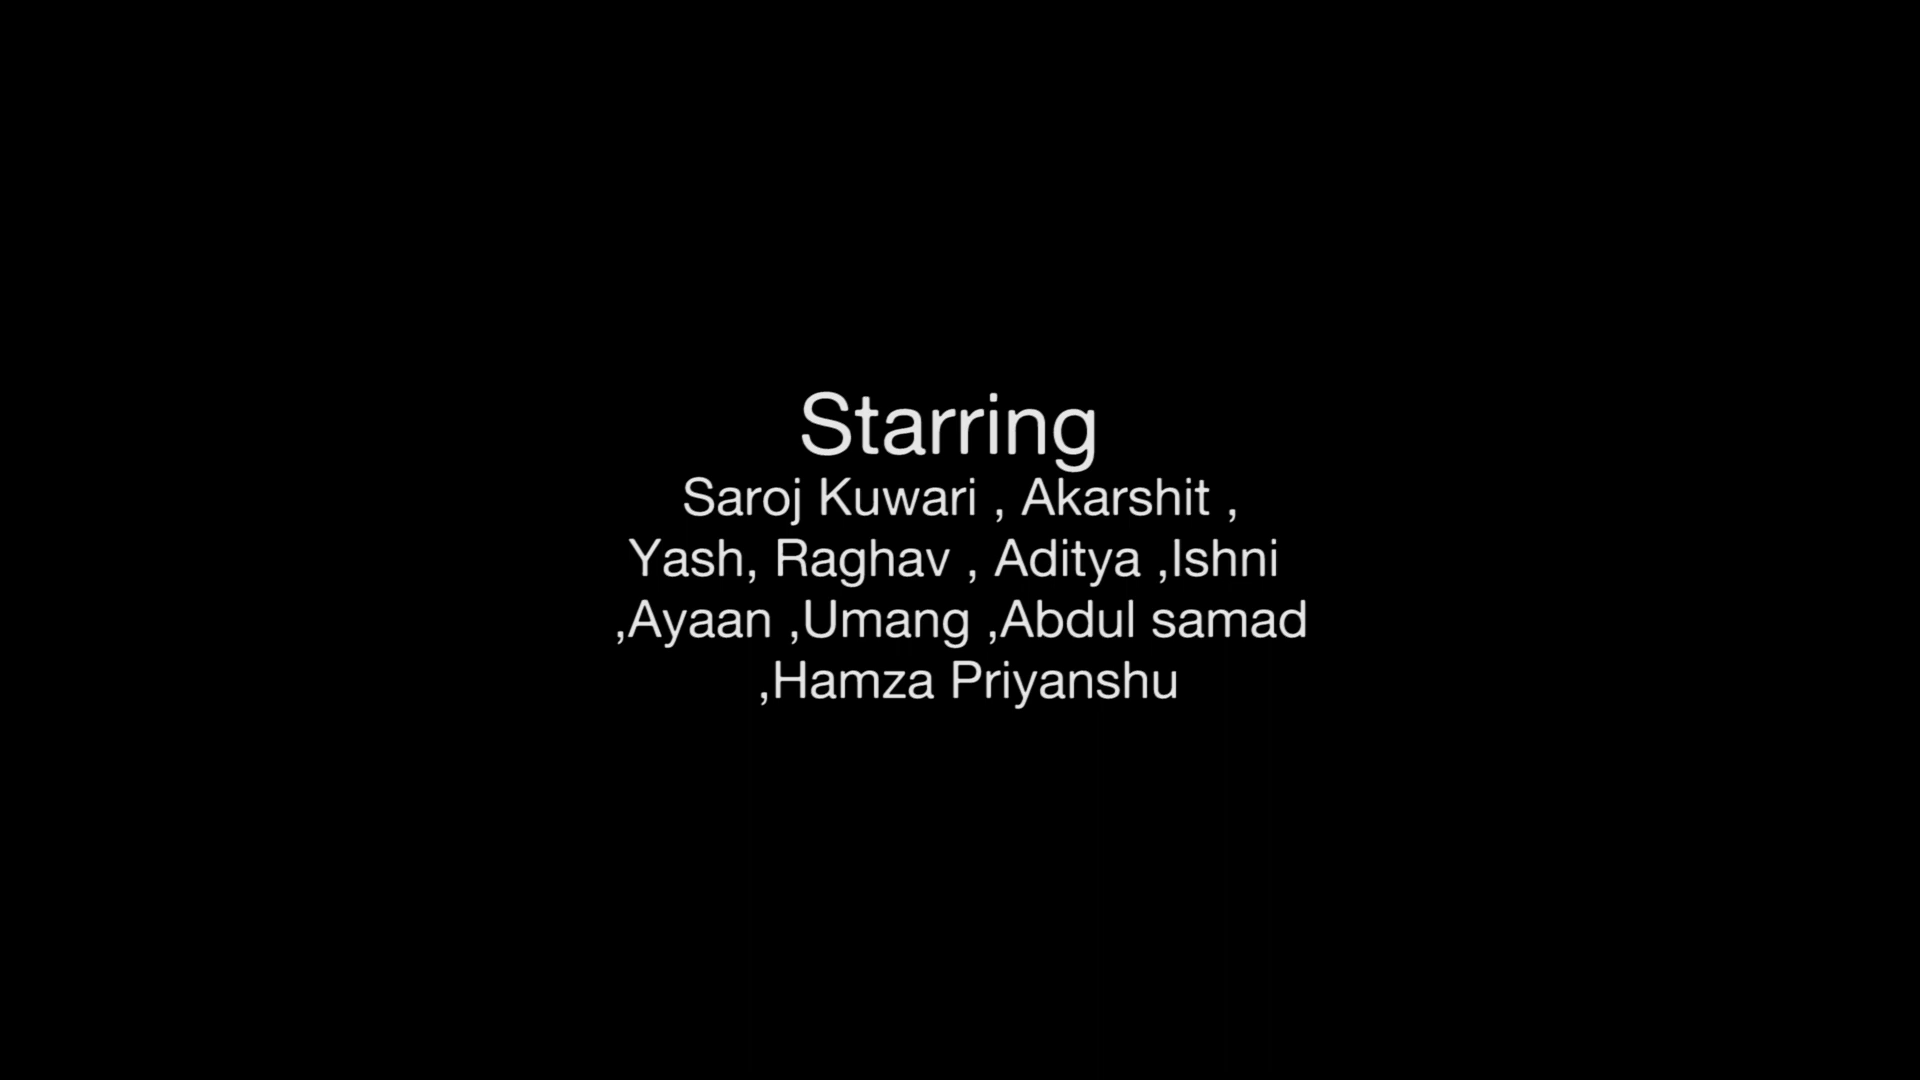 Starring
Saroj Kuwari , Akarshit ,
Yash, Raghav , Aditya ,Ishni
,Ayaan ,Umang ,Abdul samad
,Hamza Priyanshu